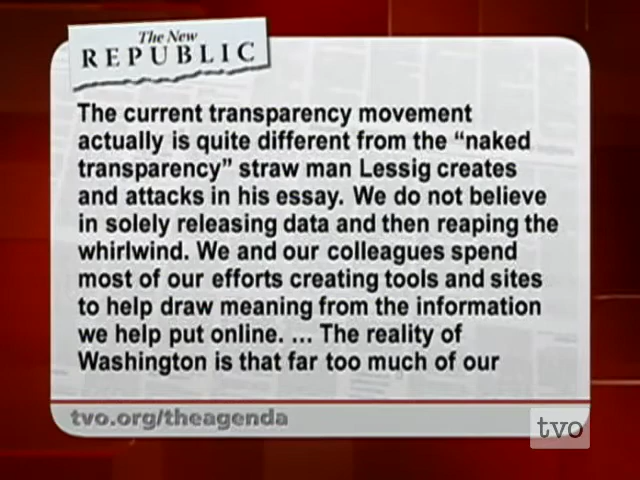 The New
REPUBLIC
The current transparency movement
actually is quite different from the “naked
transparency” straw man Lessig creates
and attacks in his essay. We do not believe
in solely releasing data and then reaping the
whirlwind. We and our colleagues spend
most of our efforts creating tools and sites
to help draw meaning from the information
we help put online. ... The reality of
Washington is that far too much of our
tvo.org/theagenda
tvo